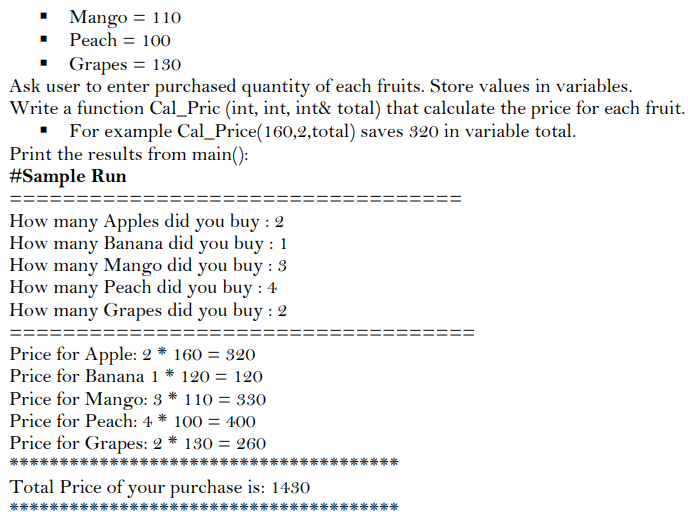 ▪ Mango = 110
▪ Peach = 100
▪ Grapes = 130
Ask user to enter purchased quantity of each fruits. Store values in variables.
Write a function Cal_Pric (int, int, int& total) that calculate the price for each fruit.
▪ For example Cal_Price(160,2,total) saves 320 in variable total.
Print the results from main():
#Sample Run
==================================
How many Apples did you buy : 2
How many Banana did you buy : 1
How many Mango did you buy : 3
How many Peach did you buy : 4
How many Grapes did you buy : 2
===================================
Price for Apple: 2 * 160 = 320
Price for Banana 1 * 120 = 120
Price for Mango: 3 * 110 = 330
Price for Peach: 4 * 100 = 400
Price for Grapes: 2 * 130 = 260
***************************************
Total Price of your purchase is: 1430
***************************************